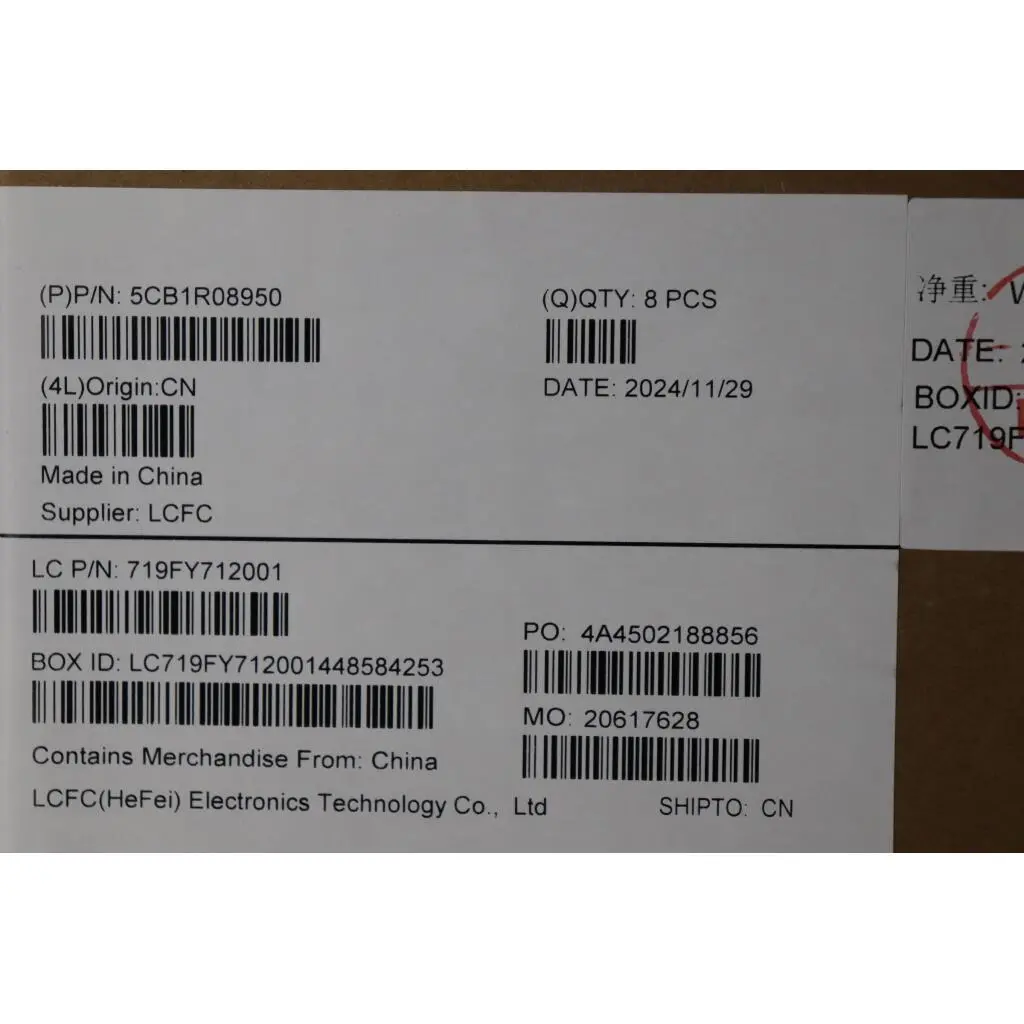 (P)P/N: 5CB1R08950
(Q)QTY: 8 PCS
(4L)Origin:CN
DATE: 2024/11/29
Made in China
Supplier: LCFC
LC P/N: 719FY712001
PO: 4A4502188856
BOX ID: LC719FY712001448584253
MO: 20617628
Contains Merchandise From: China
LCFC(HeFei) Electronics Technology Co., Ltd
SHIPTO: CN
净重:
DATE:
BOXID:
LC719F